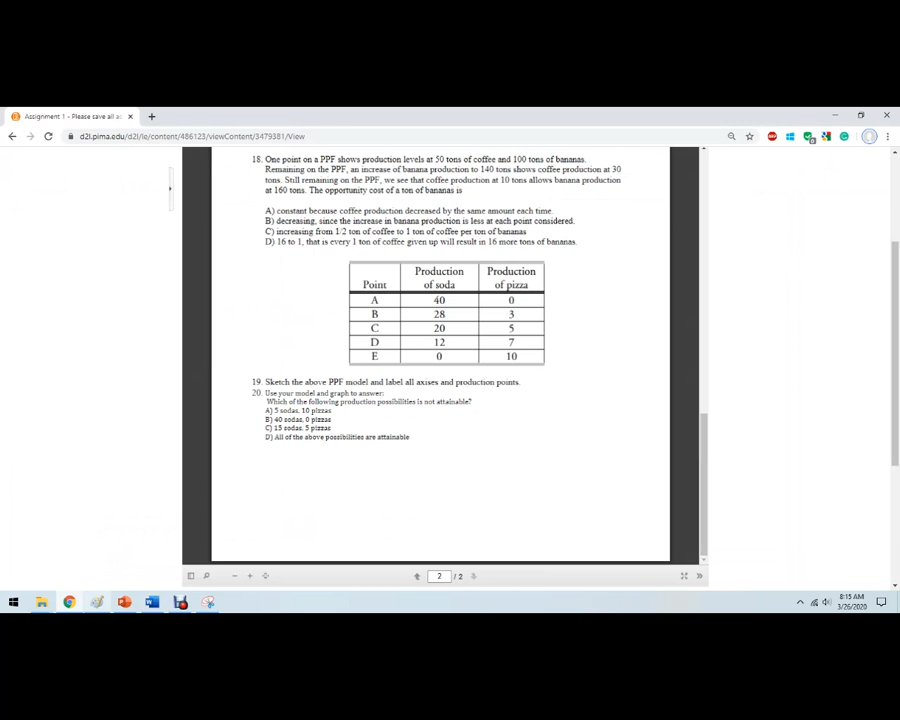 Assignment 1 - Please save all as
d2l.pima.edu/d2l/le/content/486123/viewContent/3479381/View
18. One point on a PPF shows production levels at 50 tons of coffee and 100 tons of bananas.
Remaining on the PPF, an increase of banana production to 140 tons shows coffee production at 30
tons. Still remaining on the PPF, we see that coffee production at 10 tons allows banana production
at 160 tons. The opportunity cost of a ton of bananas is
A) constant because coffee production decreased by the same amount each time.
B) decreasing, since the increase in banana production is less at each point considered.
C) increasing from 1/2 ton of coffee to 1 ton of coffee per ton of bananas
D) 16 to 1, that is every 1 ton of coffee given up will result in 16 more tons of bananas.
Point Production of soda Production of pizza
A 40 0
B 28 3
C 20 5
D 12 7
E 0 10
19. Sketch the above PPF model and label all axises and production points.
20. Use your model and graph to answer:
Which of the following production possibilities is not attainable?
A) 5 sodas, 10 pizzas
B) 40 sodas, 0 pizzas
C) 15 sodas, 5 pizzas
D) All of the above possibilities are attainable
2 / 2
8:15 AM
3/26/2020